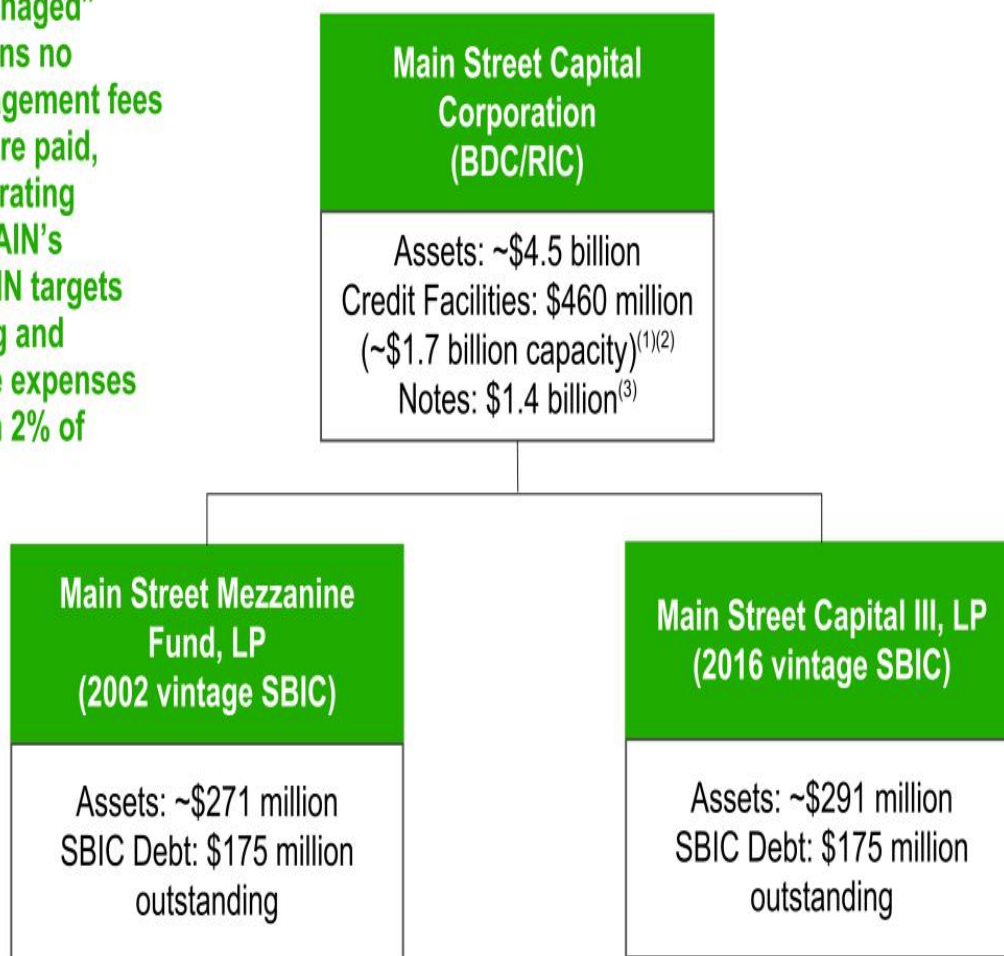 ns no
gement fees
re paid,
rating
AIN's
IN targets
g and
e expenses
2% of
Main Street Capital
Corporation
(BDC/RIC)
Assets: ~$4.5 billion
Credit Facilities: $460 million
(~$1.7 billion capacity)(1)(2)
Notes: $1.4 billion(3)
Main Street Mezzanine
Fund, LP
(2002 vintage SBIC)
Assets: ~$271 million
SBIC Debt: $175 million
outstanding
Main Street Capital III, LP
(2016 vintage SBIC)
Assets: ~$291 million
SBIC Debt: $175 million
outstanding